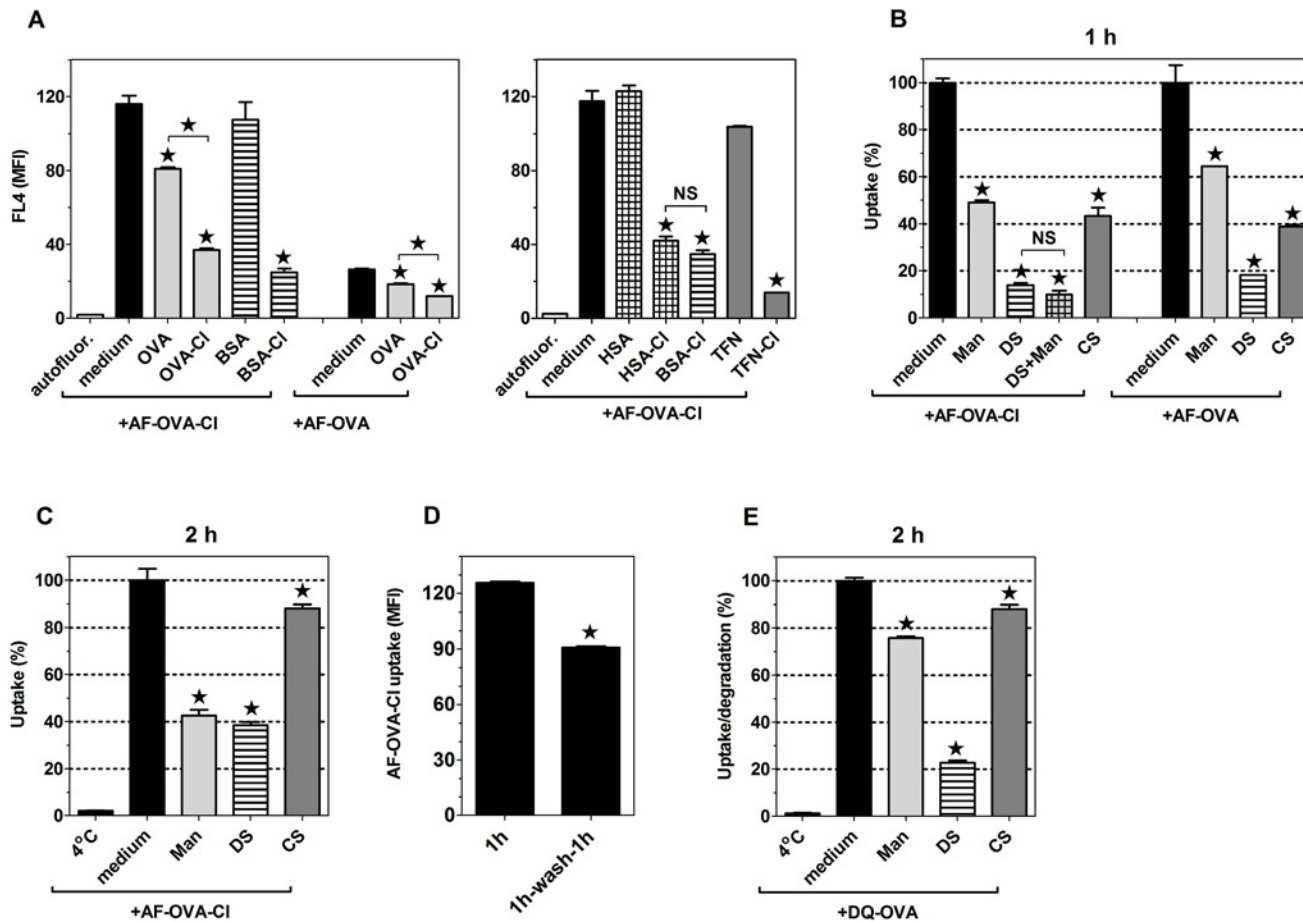 A
FL4 (MFI)
120
80
40
0
autofluor.
medium
OVA
OVA-Cl
BSA
BSA-Cl
medium
OVA
OVA-Cl
+AF-OVA-Cl
+AF-OVA
120
80
40
0
NS
autofluor.
medium
HSA
HSA-Cl
BSA-Cl
TFN
TFN-Cl
+AF-OVA-Cl
B
1 h
Uptake (%)
100
80
60
40
20
0
NS
medium
Man
DS
DS+Man
CS
medium
Man
DS
CS
+AF-OVA-Cl
+AF-OVA
C
2 h
Uptake (%)
100
80
60
40
20
0
4°C
medium
Man
DS
CS
+AF-OVA-Cl
D
AF-OVA-Cl uptake (MFI)
120
90
60
30
0
1h
1h-wash-1h
E
2 h
Uptake/degradation (%)
100
80
60
40
20
0
4°C
medium
Man
DS
CS
+DQ-OVA